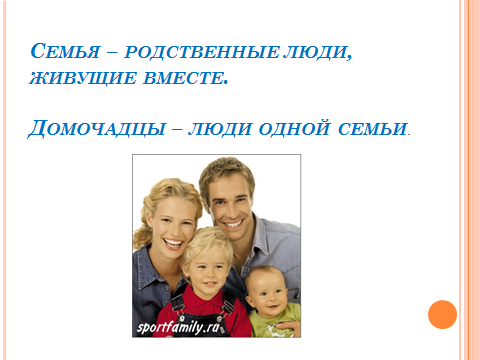 Семья – родственные люди,
живущие вместе.
Домочадцы – люди одной семьи.
sportfamily.ru